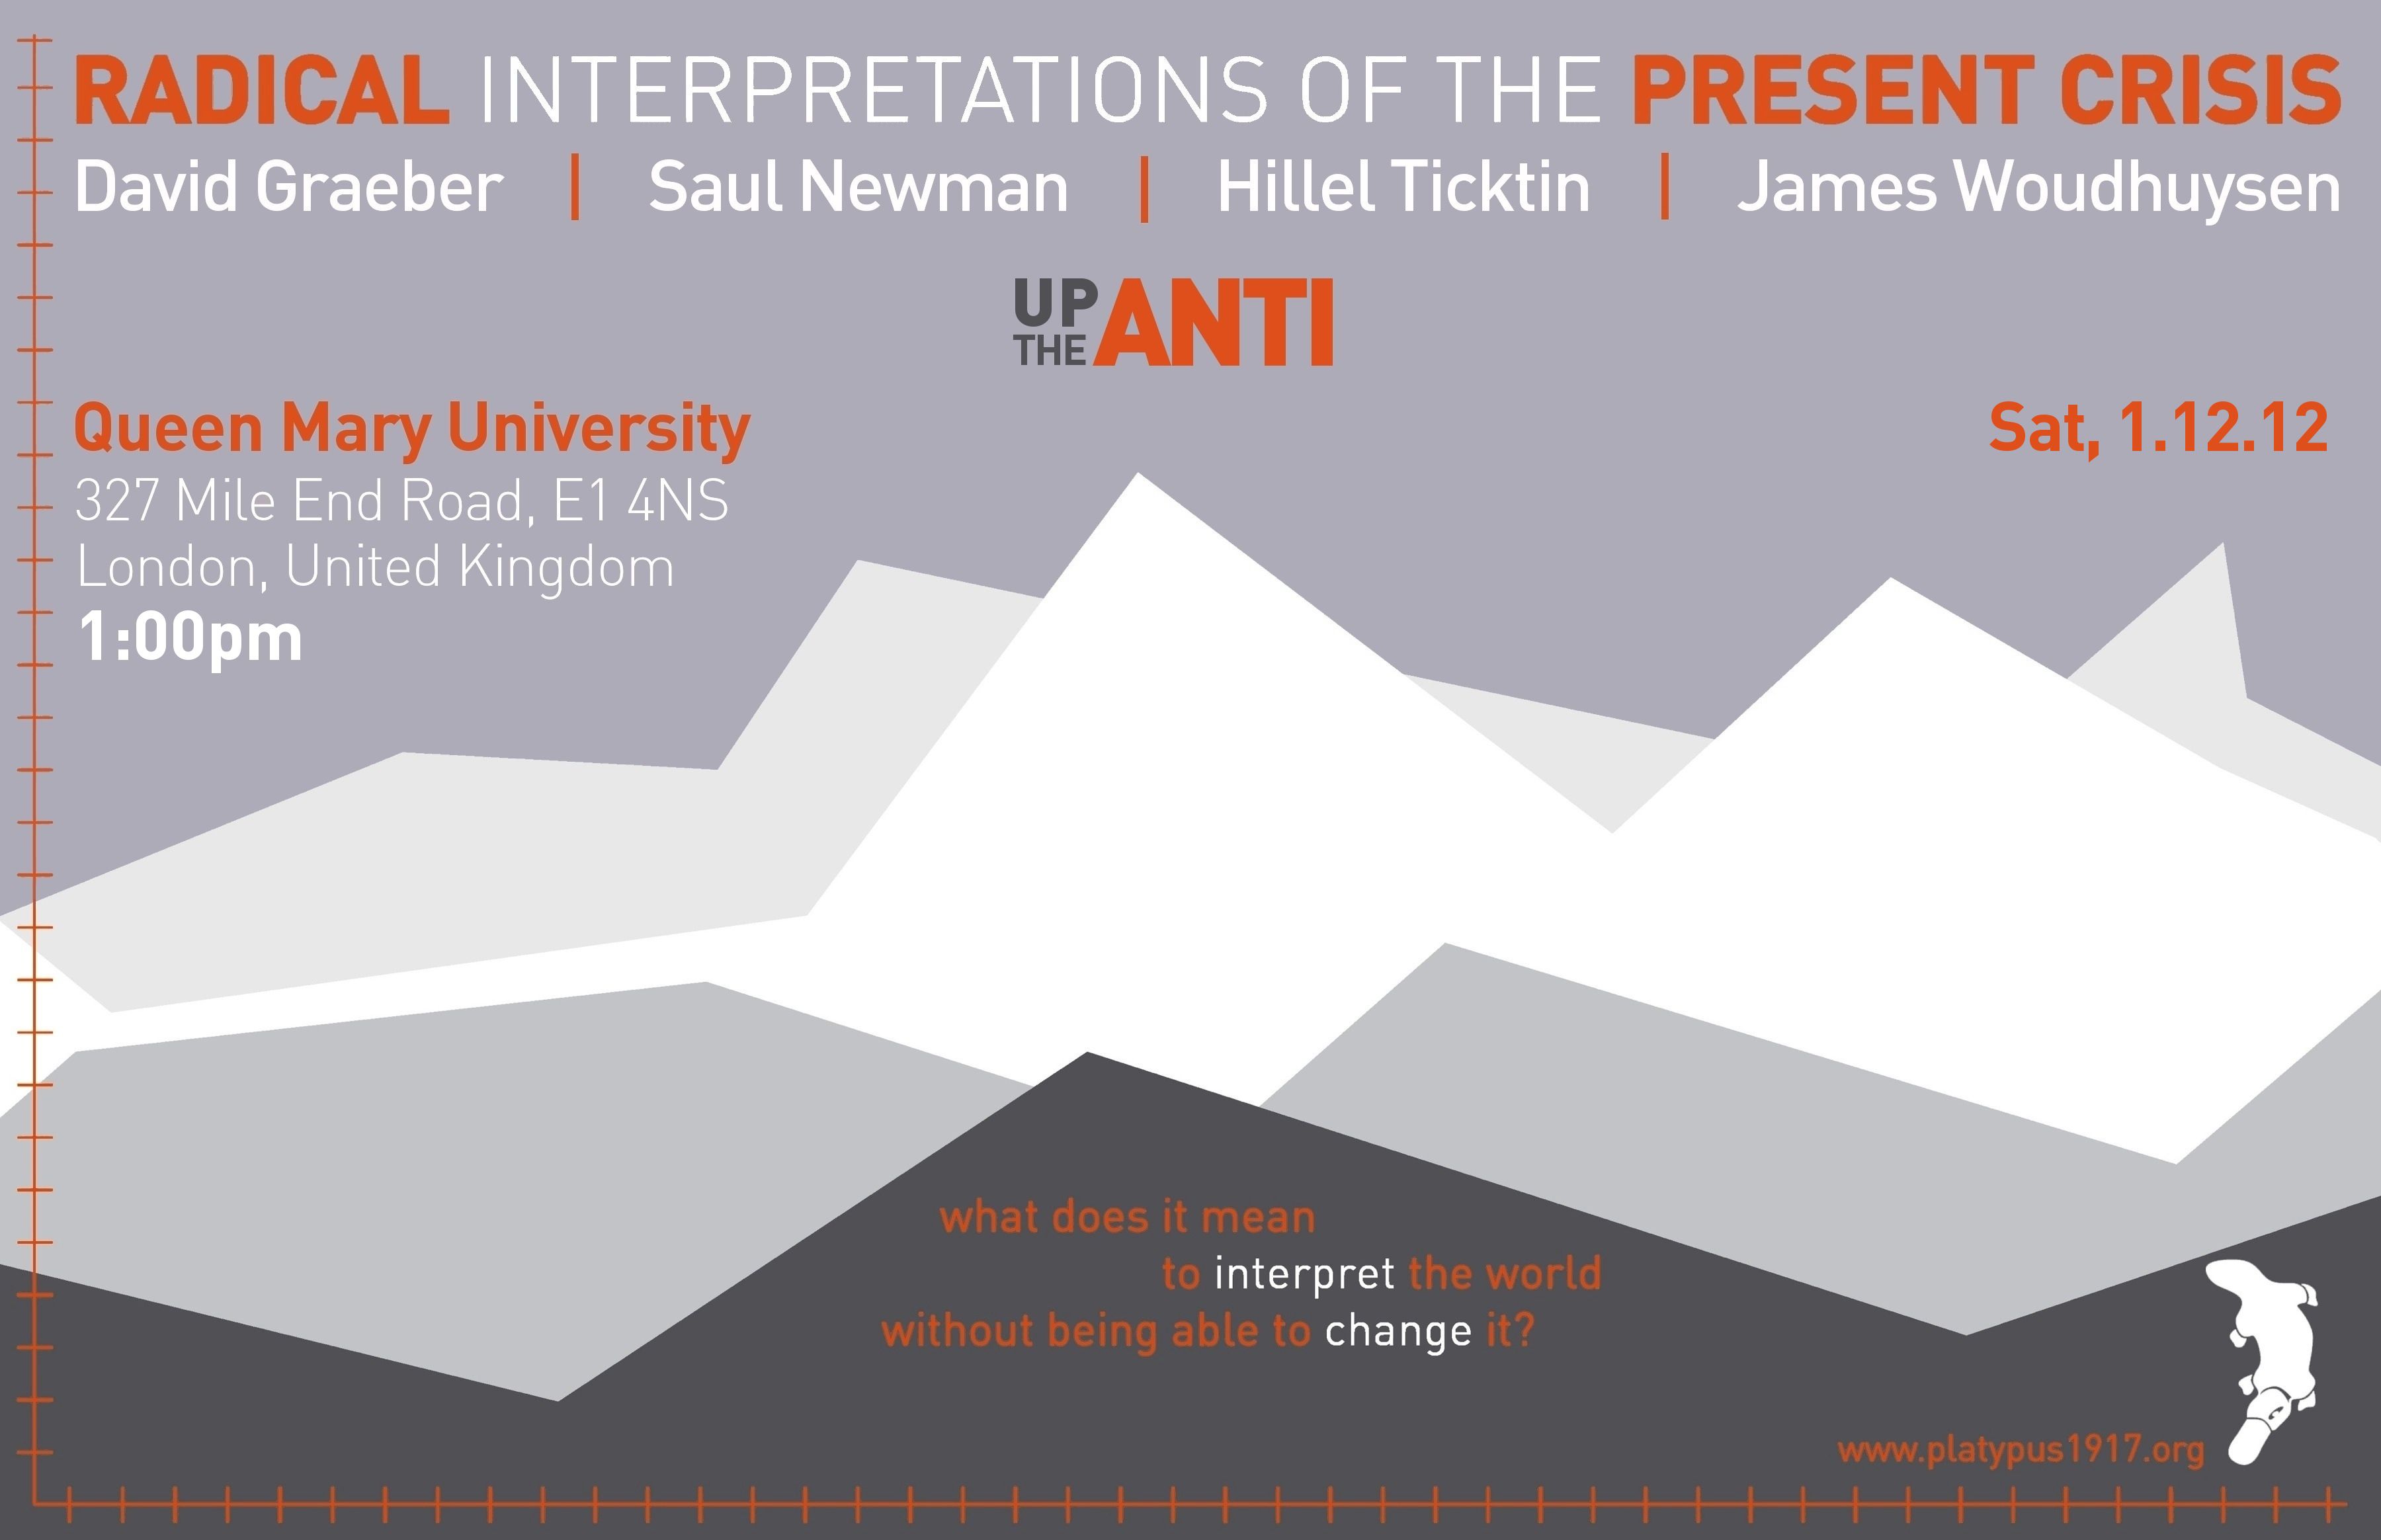 RADICAL INTERPRETATIONS OF THE PRESENT CRISIS
David Graeber | Saul Newman | Hillel Ticktin | James Woudhuysen
UP
THE ANTI
Queen Mary University
Sat, 1.12.12
327 Mile End Road, E1 4NS
London, United Kingdom
1:00pm
what does it mean
to interpret the world
without being able to change it?
www.platypus1917.org